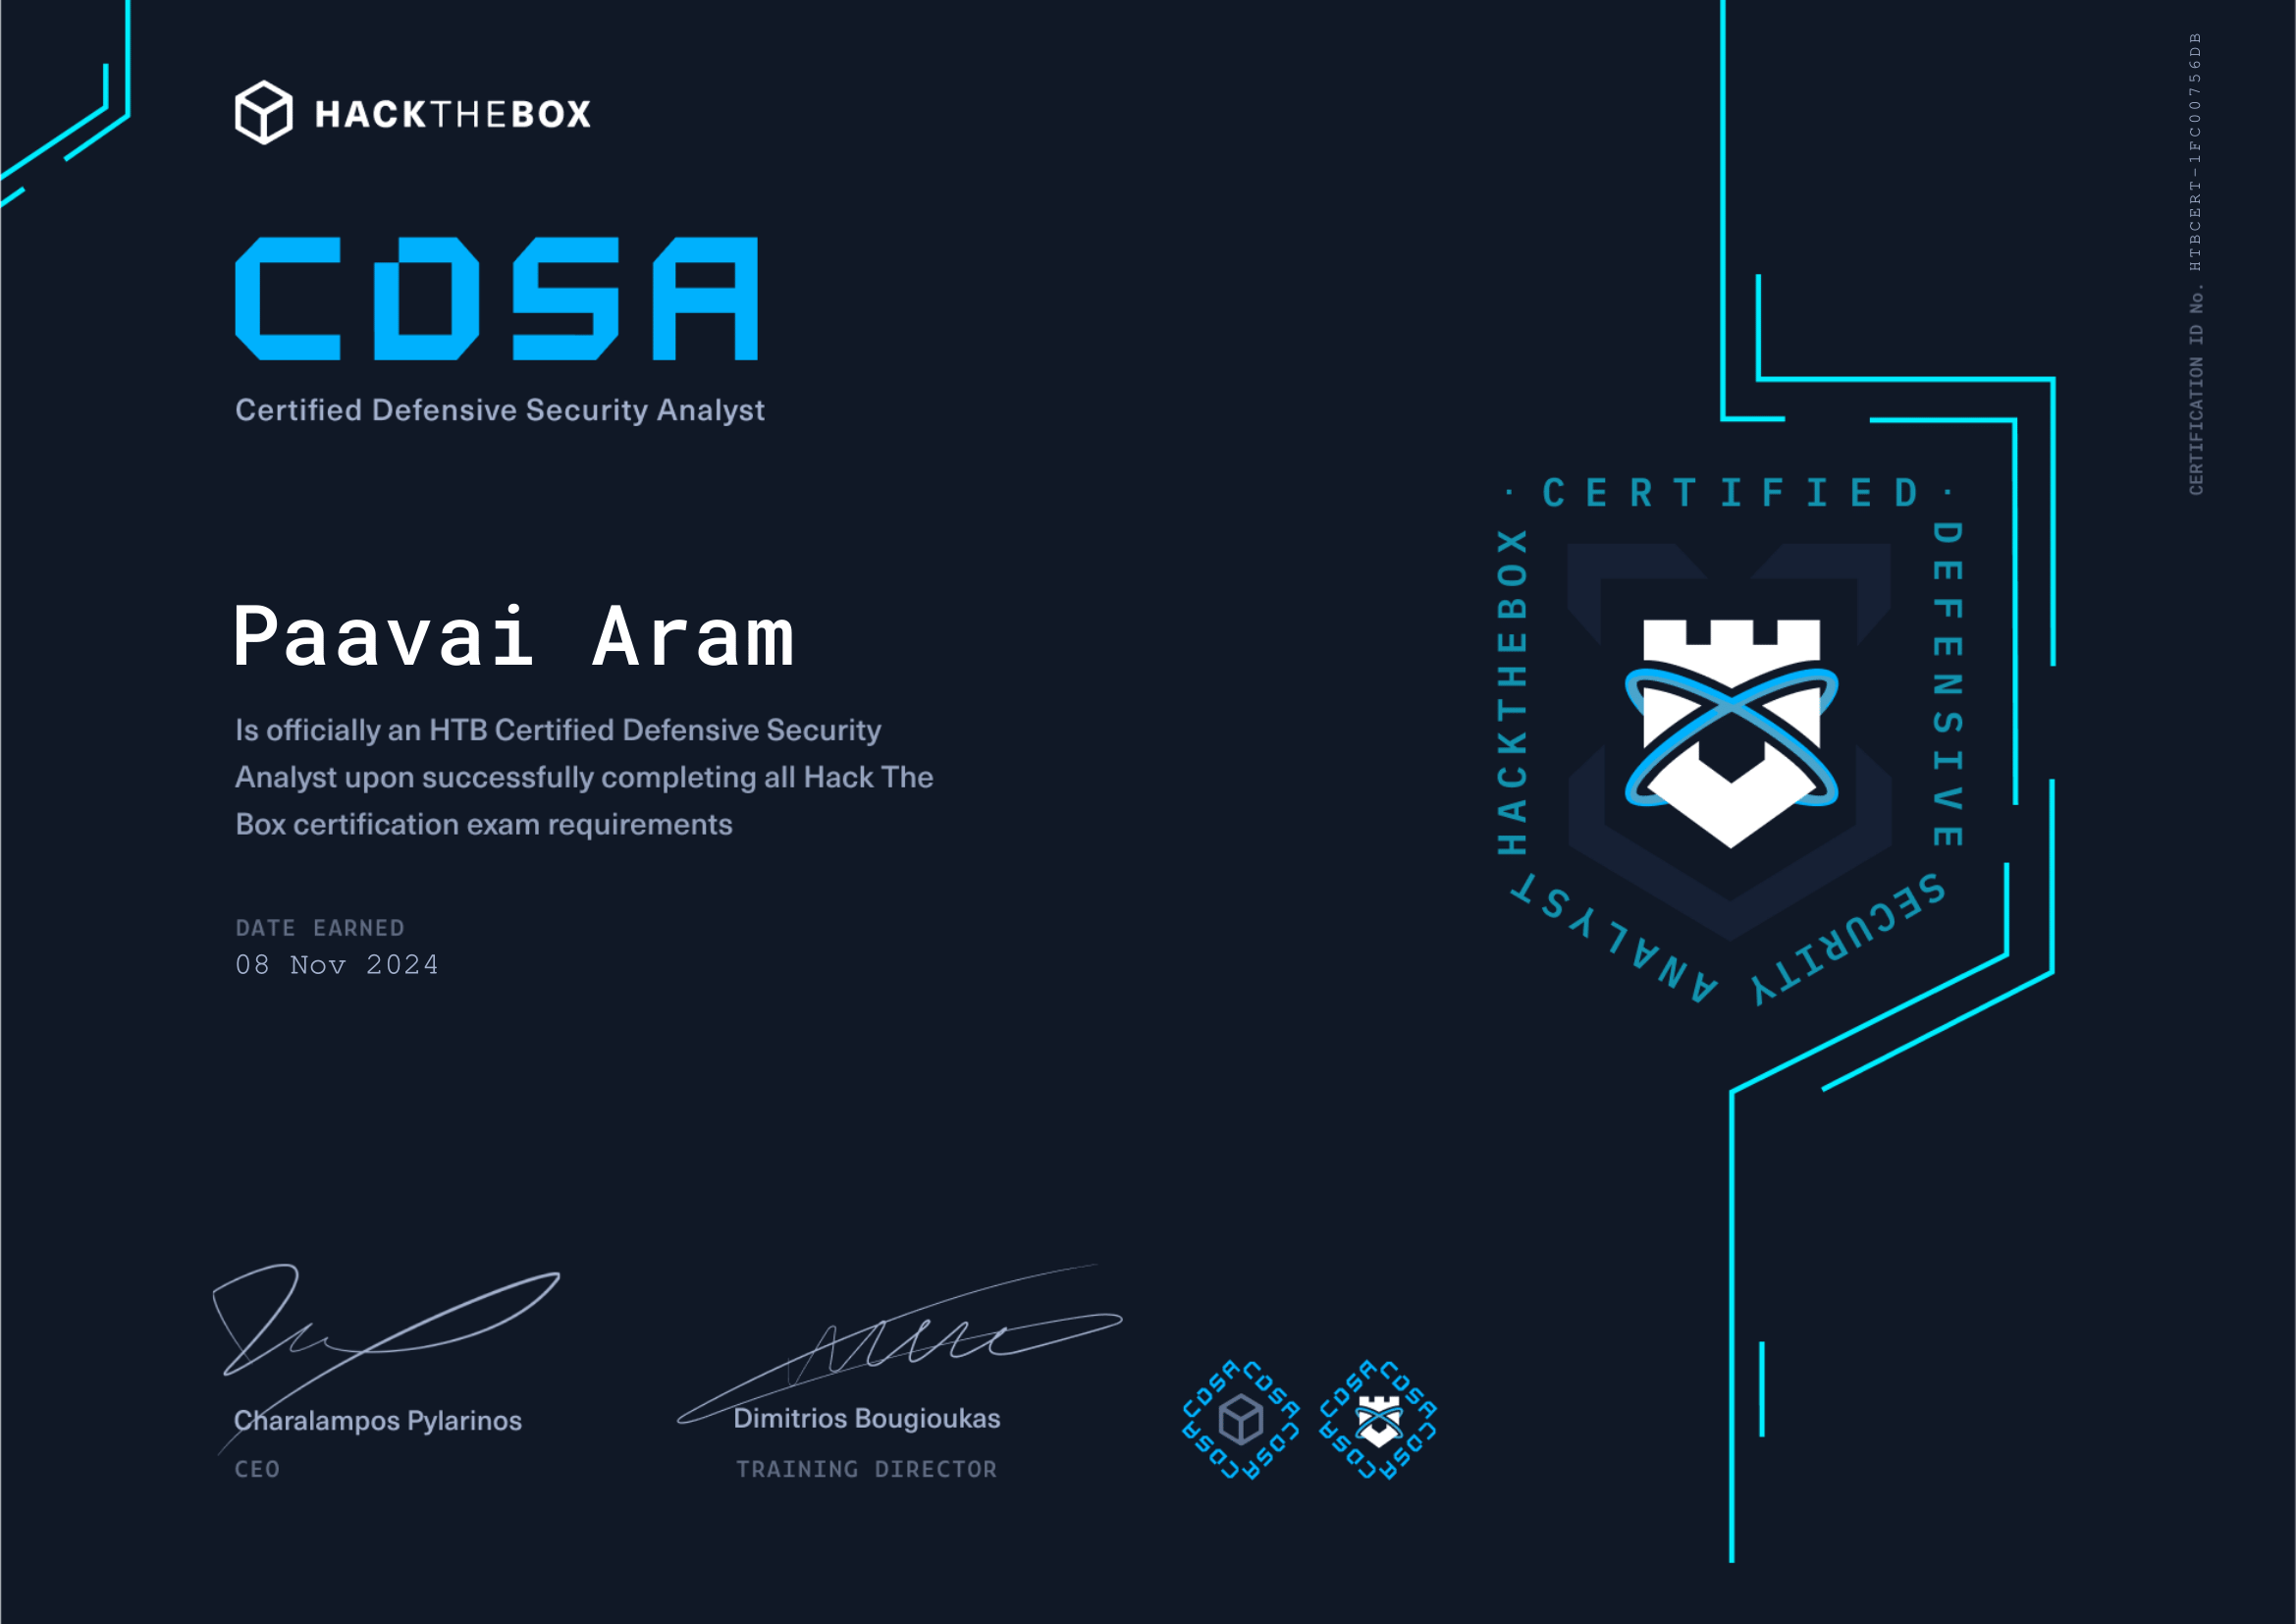 HACKTHEBOX
CERTIFICATION ID No. HTBCERT-1FC00756DB
CDSA
Certified Defensive Security Analyst
· CERTIFIED ·
DEFENSIVE
SECURITY
ANALYST
HACKTHEBOX
Paavai Aram
Is officially an HTB Certified Defensive Security
Analyst upon successfully completing all Hack The
Box certification exam requirements
DATE EARNED
08 Nov 2024
Charalampos Pylarinos
CEO
Dimitrios Bougioukas
TRAINING DIRECTOR
CDSA CDSA CDSA CDSA
CDSA CDSA CDSA CDSA